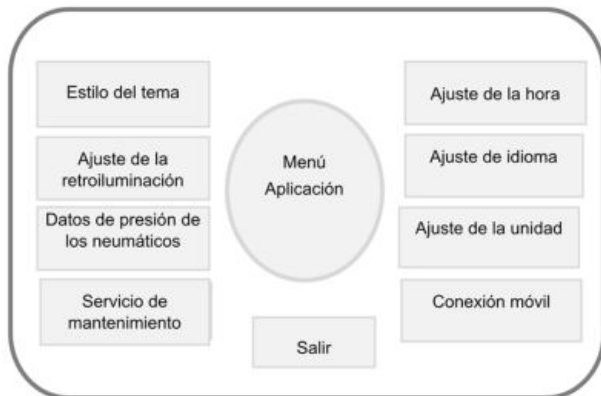 Estilo del tema
Ajuste de la
retroiluminación
Datos de presión de
los neumáticos
Servicio de
mantenimiento
Menú
Aplicación
Salir
Ajuste de la hora
Ajuste de idioma
Ajuste de la unidad
Conexión móvil